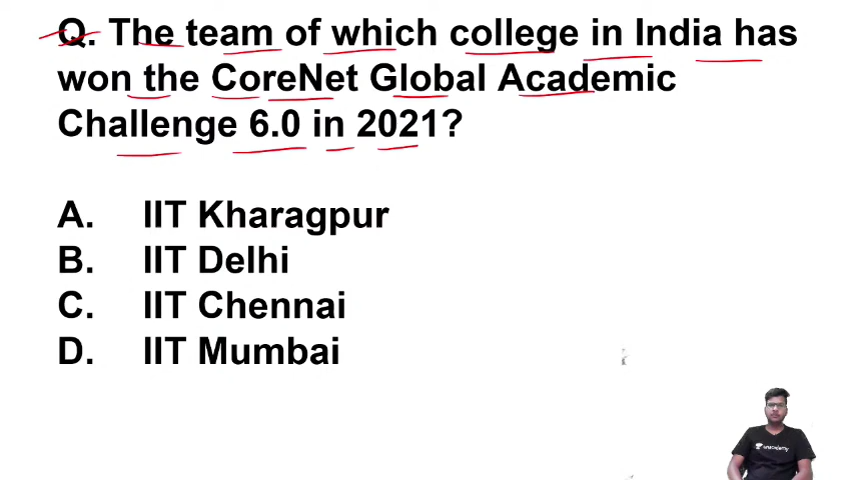 Q. The team of which college in India has
won the CoreNet Global Academic
Challenge 6.0 in 2021?
A. IIT Kharagpur
B. IIT Delhi
C. IIT Chennai
D. IIT Mumbai
unacademy